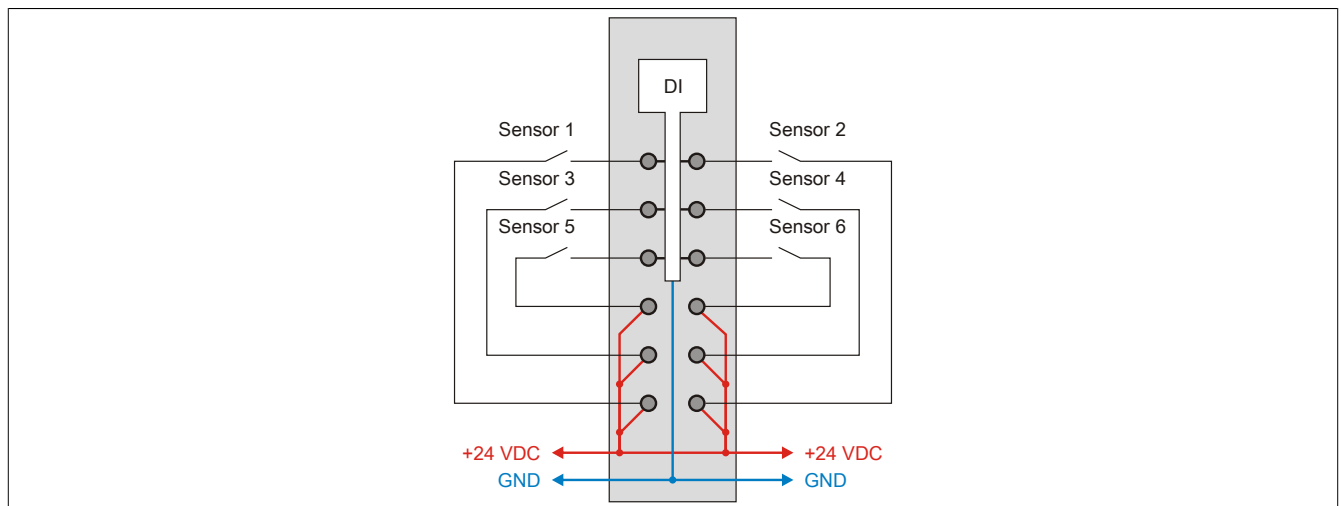 DI
Sensor 1
Sensor 2
Sensor 3
Sensor 4
Sensor 5
Sensor 6
+24 VDC
+24 VDC
GND
GND